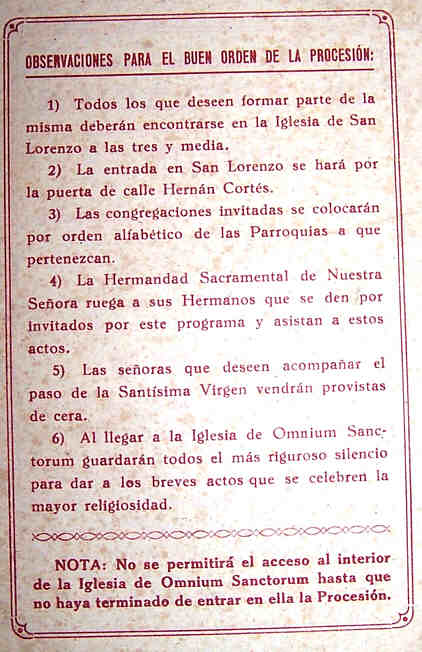 OBSERVACIONES PARA EL BUEN ORDEN DE LA PROCESIÓN:
1) Todos los que deseen formar parte de la
misma deberán encontrarse en la Iglesia de San
Lorenzo a las tres y media.
2) La entrada en San Lorenzo se hará por
la puerta de calle Hernán Cortés.
3) Las congregaciones invitadas se colocarán
por orden alfabético de las Parroquias a que
pertenezcan.
4) La Hermandad Sacramental de Nuestra
Señora ruega a sus Hermanos que se den por
invitados por este programa y asistan a estos
actos.
5) Las señoras que deseen acompañar el
paso de la Santísima Virgen vendrán provistas
de cera.
6) Al llegar a la Iglesia de Omnium Sanc-
torum guardarán todos el más riguroso silencio
para dar a los breves actos que se celebren la
mayor religiosidad.
NOTA: No se permitirá el acceso al interior
de la Iglesia de Omnium Sanctorum hasta que
no haya terminado de entrar en ella la Procesión.